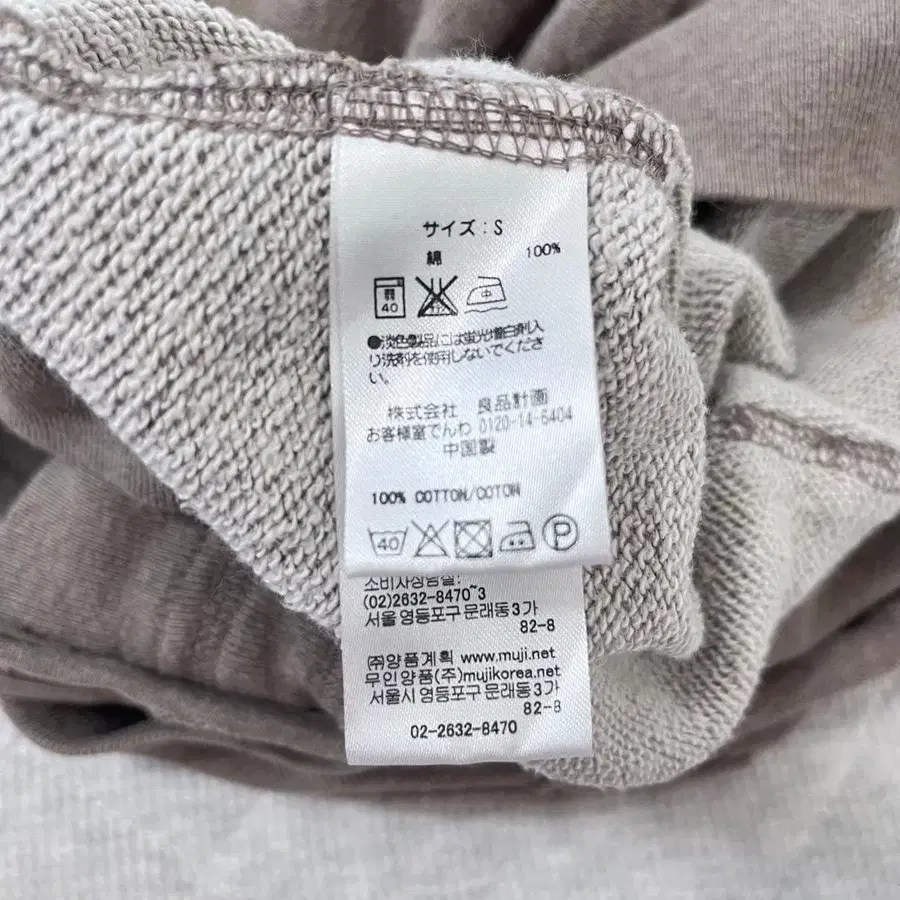 サイズ：S
綿 100%
弱 40 中
●淡色製品には蛍光増白剤入
り洗剤を使用しないでくださ
い。
株式会社 良品計画
お客様室でんわ 0120-14-6404
中国製
100% COTTON/COTON
40 P
소비자상담실:
(02)2632-8470~3
서울 영등포구 문래동3가
82-8
㈜양품계획 www.muji.net
무인양품(주)mujikorea.net
서울시 영등포구 문래동3가
82-8
02-2632-8470